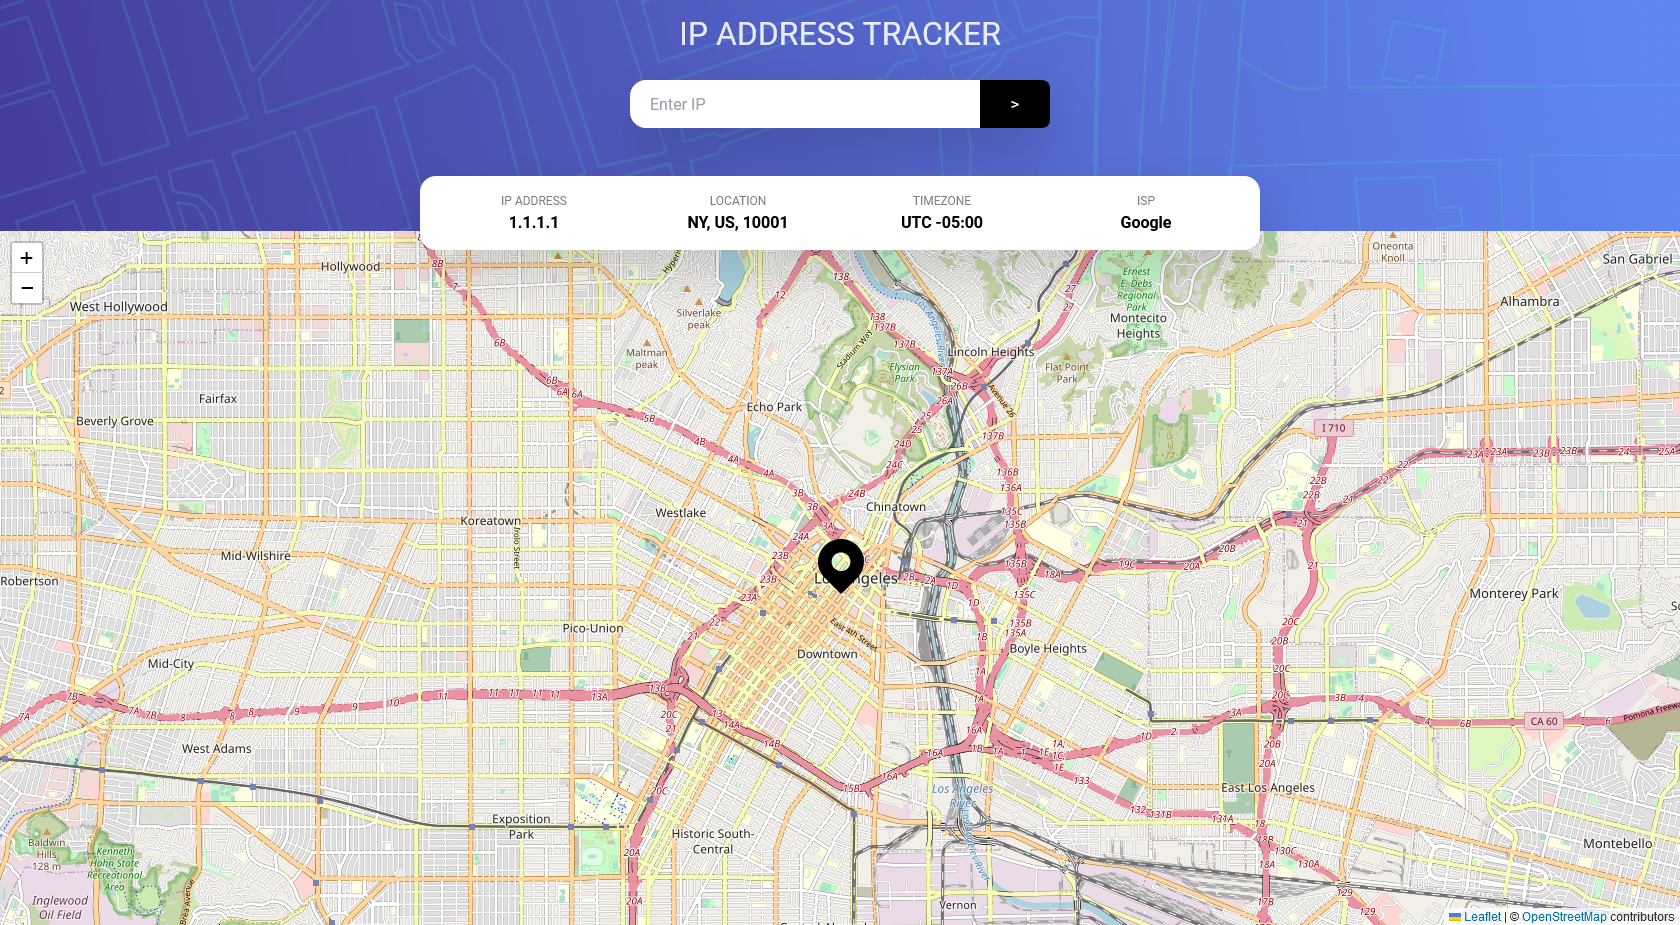 IP ADDRESS TRACKER
Enter IP
>
IP ADDRESS
1.1.1.1
LOCATION
NY, US, 10001
TIMEZONE
UTC -05:00
ISP
Google
+
−
Hollywood
West Hollywood
Silverlake
peak
Maltman
peak
Stadium Way
Elysian
Park
Lincoln Heights
Avenue 26
Ernest
E. Debs
Regional
Park
Montecito
Heights
Flat Point
Park
Oneonta
Knoll
San Gabriel
Alhambra
Fairfax
Beverly Grove
Echo Park
I 710
Chinatown
Westlake
Koreatown
Irolo Street
Mid-Wilshire
Robertson
Los Angeles
Monterey Park
Pico-Union
East 4th Street
Downtown
Boyle Heights
Mid-City
West Adams
CA 60
Pomona Freeway
Los Angeles
River
East Los Angeles
Exposition
Park
Historic South-
Central
Montebello
Baldwin
Hills
128 m
Kenneth
Hahn State
Recreational
Area
Inglewood
Oil Field
Vernon
Leaflet | © OpenStreetMap contributors